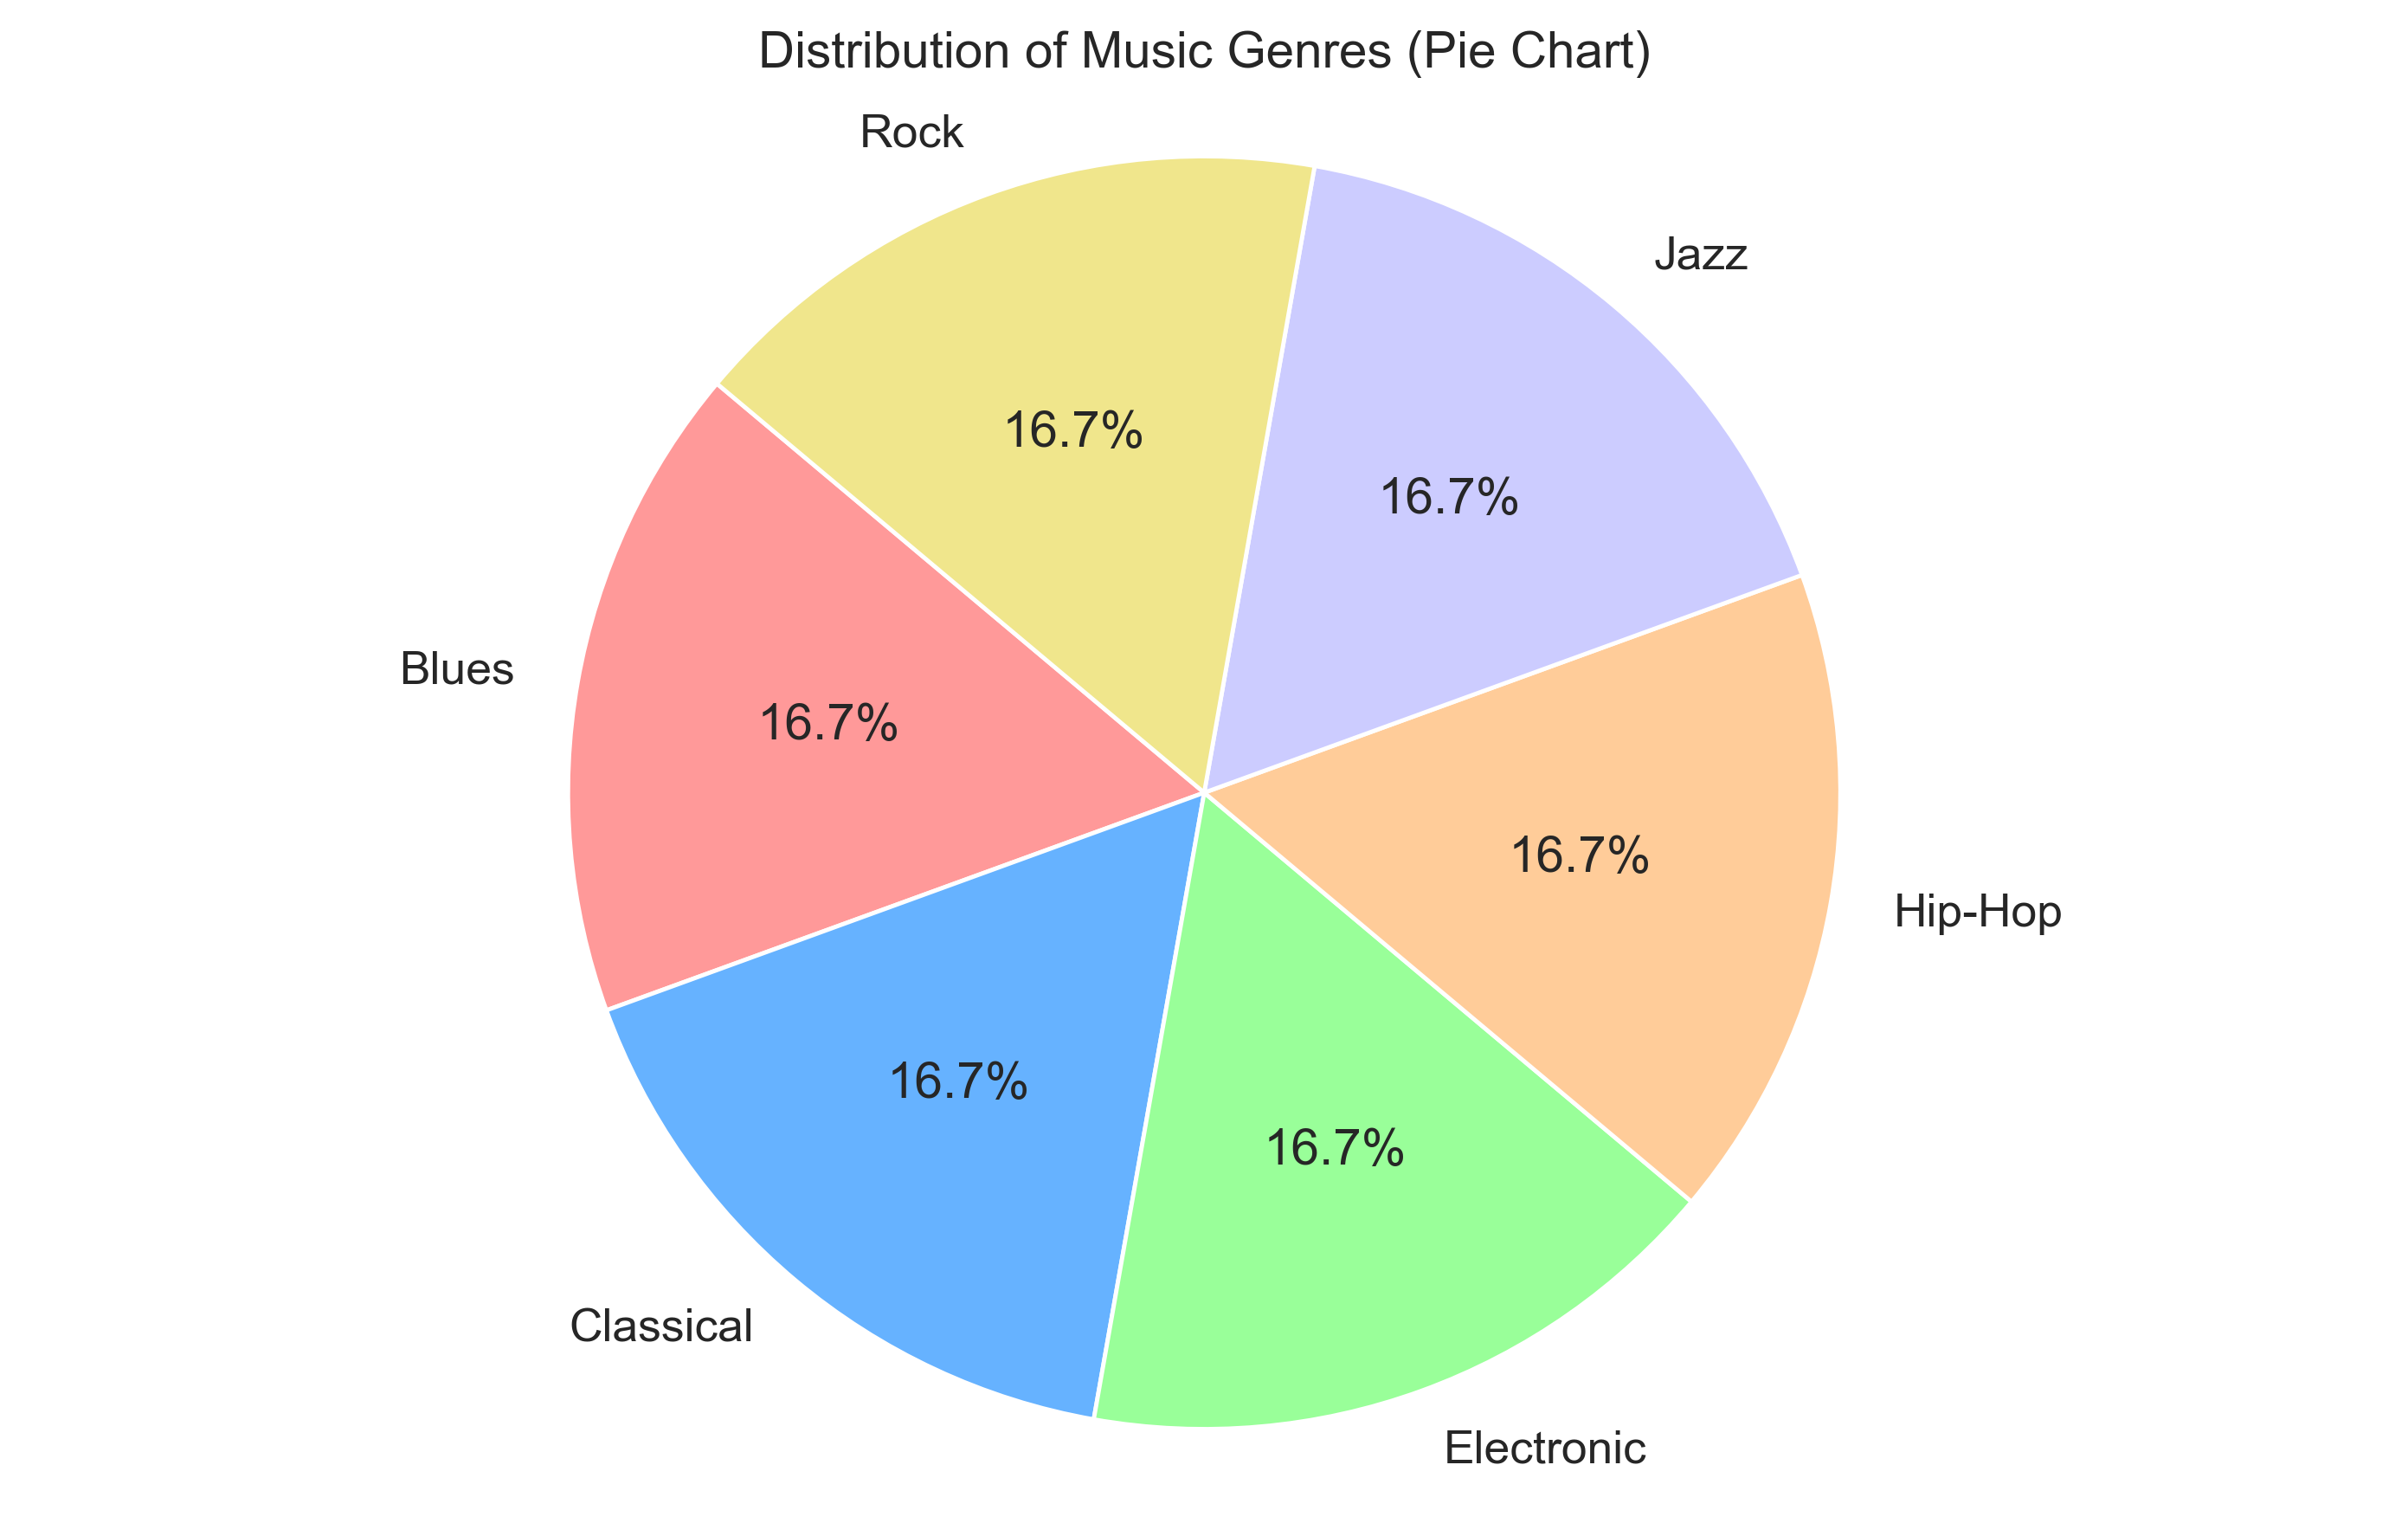 Distribution of Music Genres (Pie Chart)
Rock
Jazz
16.7%
16.7%
Blues
16.7%
16.7%
Hip-Hop
16.7%
16.7%
Classical
Electronic